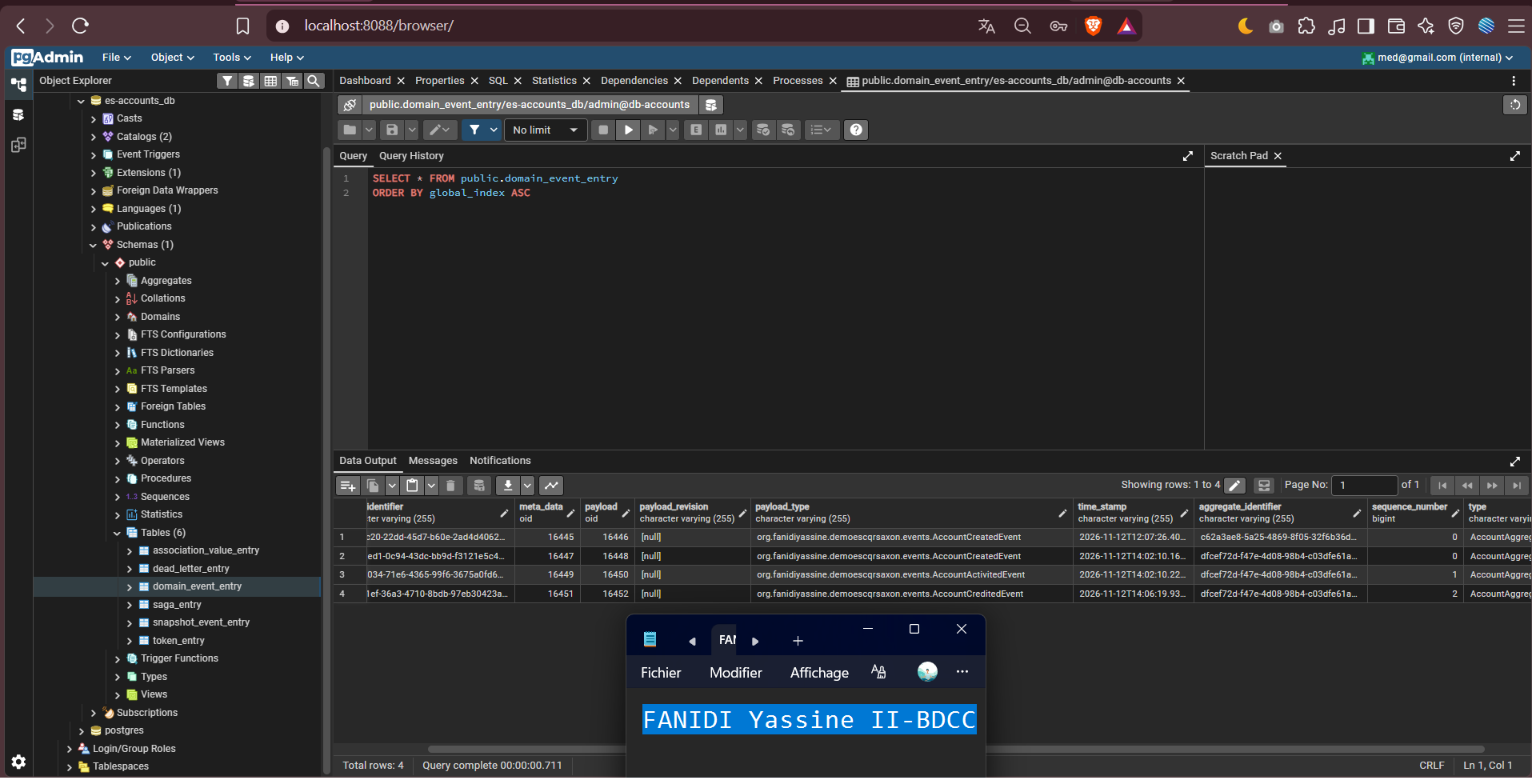 localhost:8088/browser/
pgAdmin File Object Tools Help med@gmail.com (internal)
Object Explorer
Dashboard Properties SQL Statistics Dependencies Dependents Processes public.domain_event_entry/es-accounts_db/admin@db-accounts
es-accounts_db
Casts
Catalogs (2)
Event Triggers
Extensions (1)
Foreign Data Wrappers
Languages (1)
Publications
Schemas (1)
public
Aggregates
Collations
Domains
FTS Configurations
FTS Dictionaries
FTS Parsers
FTS Templates
Foreign Tables
Functions
Materialized Views
Operators
Procedures
Sequences
Statistics
Tables (6)
association_value_entry
dead_letter_entry
domain_event_entry
saga_entry
snapshot_event_entry
token_entry
Trigger Functions
Types
Views
Subscriptions
postgres
Login/Group Roles
Tablespaces
public.domain_event_entry/es-accounts_db/admin@db-accounts
No limit
Query Query History
Scratch Pad
1 SELECT * FROM public.domain_event_entry
2 ORDER BY global_index ASC
Data Output Messages Notifications
Showing rows: 1 to 4 Page No: 1 of 1
identifier meta_data payload payload_revision payload_type time_stamp aggregate_identifier sequence_number type
cter varying (255) oid oid character varying (255) character varying (255) character varying (255) character varying (255) bigint character varyin
1 :c20-22dd-45d7-b60e-2ad4d4062... 16445 16446 [null] org.fanidiyassine.demoescqrsaxon.events.AccountCreatedEvent 2026-11-12T12:07:26.40... c62a3ae8-5a25-4869-8f05-32f6b36d... 0 AccountAggreg
2 ed1-0c94-43dc-bb9d-f3121e5c4... 16447 16448 [null] org.fanidiyassine.demoescqrsaxon.events.AccountCreatedEvent 2026-11-12T14:02:10.16... dfcef72d-f47e-4d08-98b4-c03dfe61a... 0 AccountAggreg
3 034-71e6-4365-99f6-3675a0fd6... 16449 16450 [null] org.fanidiyassine.demoescqrsaxon.events.AccountActivitedEvent 2026-11-12T14:02:10.22... dfcef72d-f47e-4d08-98b4-c03dfe61a... 1 AccountAggreg
4 1ef-36a3-4710-8bdb-97eb30423a... 16451 16452 [null] org.fanidiyassine.demoescqrsaxon.events.AccountCreditedEvent 2026-11-12T14:06:19.93... dfcef72d-f47e-4d08-98b4-c03dfe61a... 2 AccountAggreg
FAN
Fichier Modifier Affichage
FANIDI Yassine II-BDCC
Total rows: 4 Query complete 00:00:00.711 CRLF Ln 1, Col 1